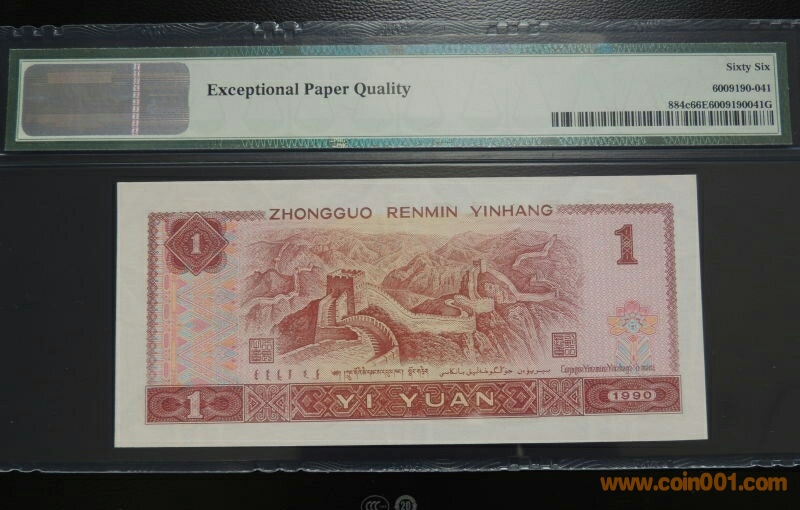 Sixty Six
Exceptional Paper Quality
6009190-041
884c66E6009190041G
ZHONGGUO RENMIN YINHANG
1
1
1
YI YUAN
1990
www.coin001.com